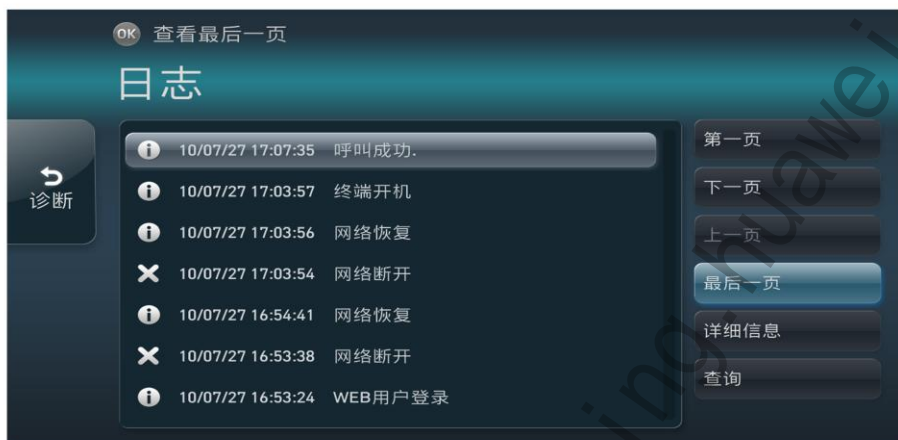 OK 查看最后一页
日志
诊断
10/07/27 17:07:35 呼叫成功.
10/07/27 17:03:57 终端开机
10/07/27 17:03:56 网络恢复
10/07/27 17:03:54 网络断开
10/07/27 16:54:41 网络恢复
10/07/27 16:53:38 网络断开
10/07/27 16:53:24 WEB用户登录
第一页
下一页
上一页
最后一页
详细信息
查询
ing.huawei